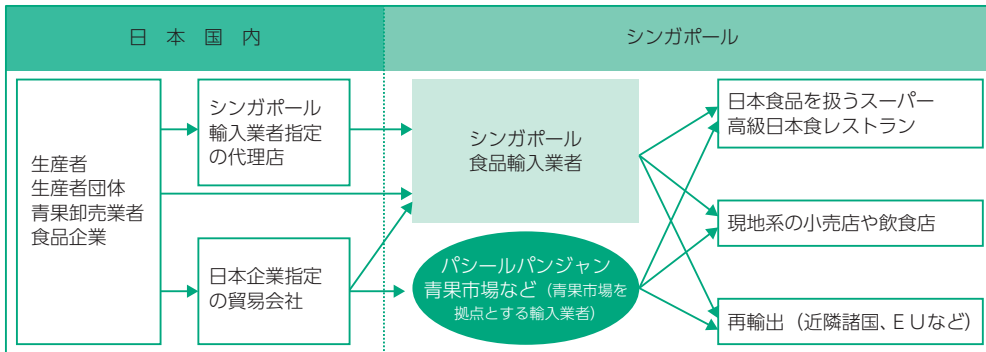 日 本 国 内
シンガポール
生産者
生産者団体
青果卸売業者
食品企業
シンガポール
輸入業者指定
の代理店
日本企業指定
の貿易会社
シンガポール
食品輸入業者
パシールパンジャン
青果市場など（青果市場を
拠点とする輸入業者）
日本食品を扱うスーパー
高級日本食レストラン
現地系の小売店や飲食店
再輸出（近隣諸国、ＥＵなど）